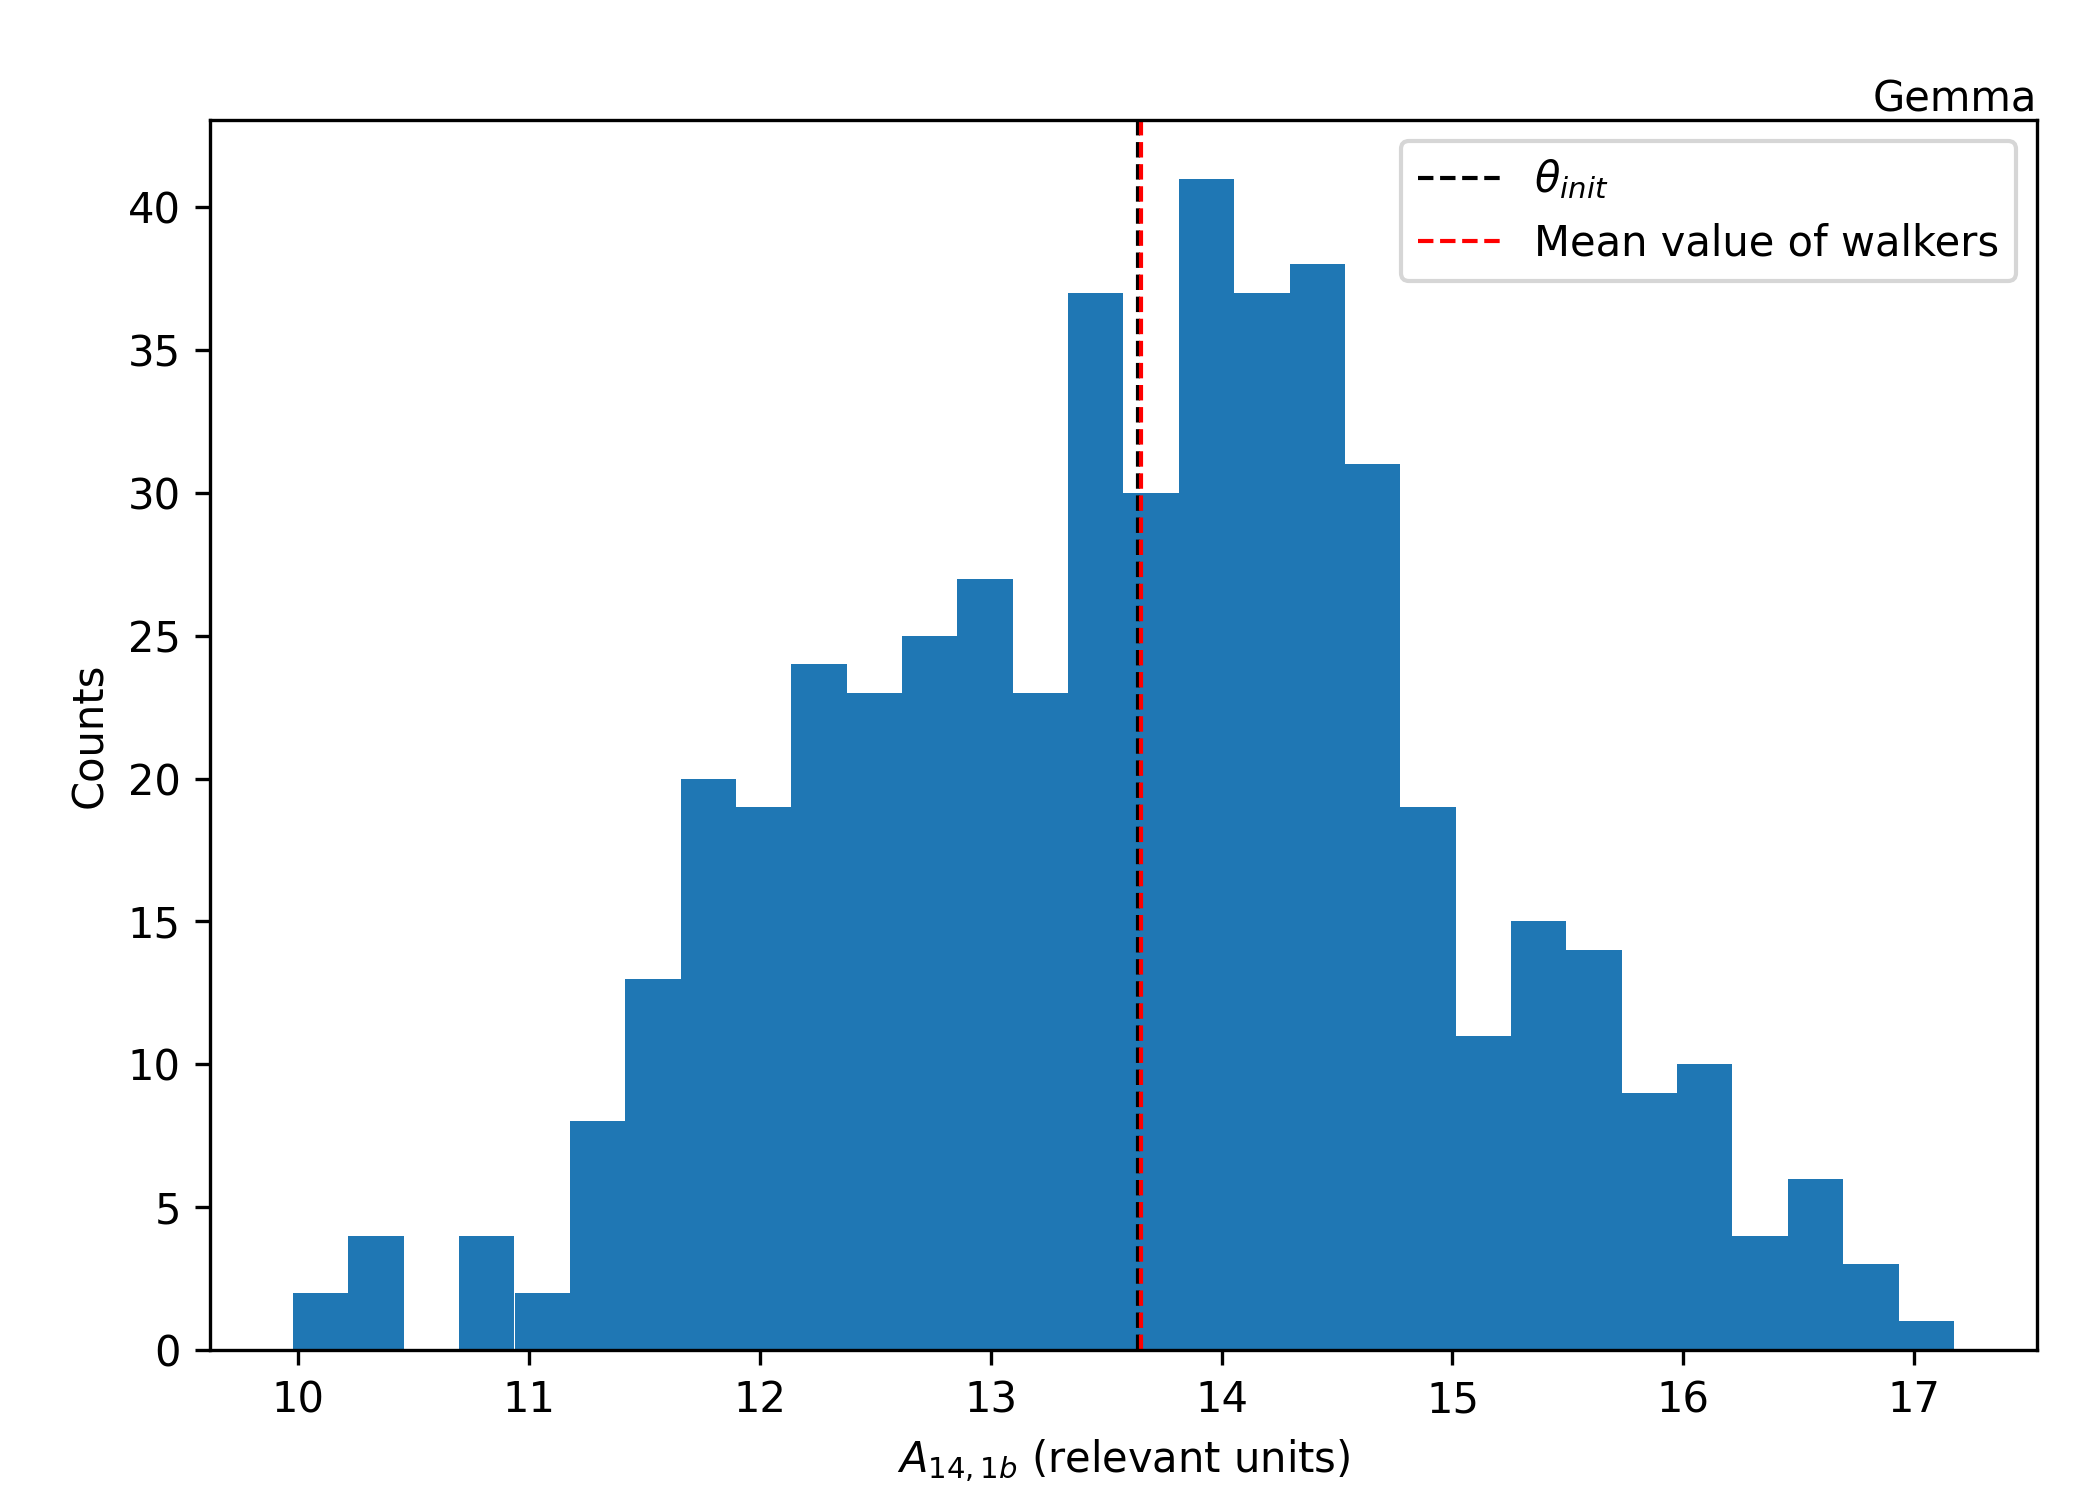 Gemma
θinit
Mean value of walkers
40
35
30
25
20
15
10
5
0
Counts
10 11 12 13 14 15 16 17
A14, 1b (relevant units)